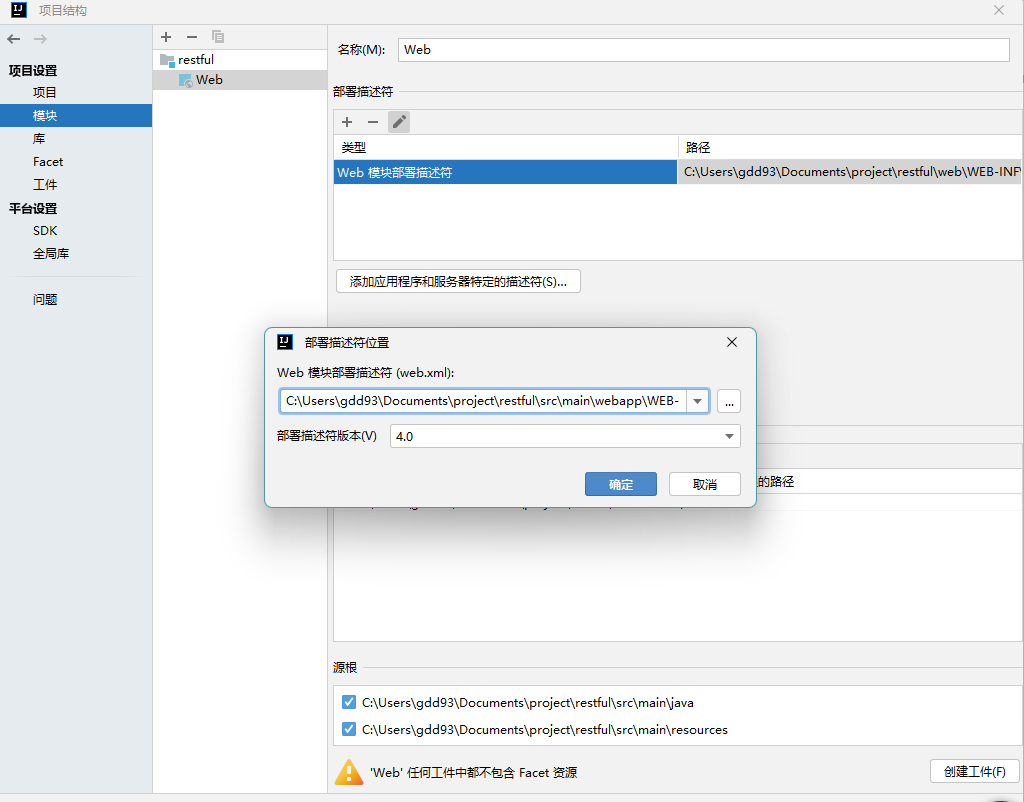 项目结构
项目设置
项目
模块
库
Facet
工件
平台设置
SDK
全局库
问题
restful
Web
名称(M): Web
部署描述符
类型 路径
Web 模块部署描述符 C:\Users\gdd93\Documents\project\restful\web\WEB-INF\
添加应用程序和服务器特定的描述符(S)...
部署描述符位置
Web 模块部署描述符 (web.xml):
C:\Users\gdd93\Documents\project\restful\src\main\webapp\WEB- ...
部署描述符版本(V) 4.0
确定 取消
的路径
源根
C:\Users\gdd93\Documents\project\restful\src\main\java
C:\Users\gdd93\Documents\project\restful\src\main\resources
'Web' 任何工件中都不包含 Facet 资源 创建工件(F)